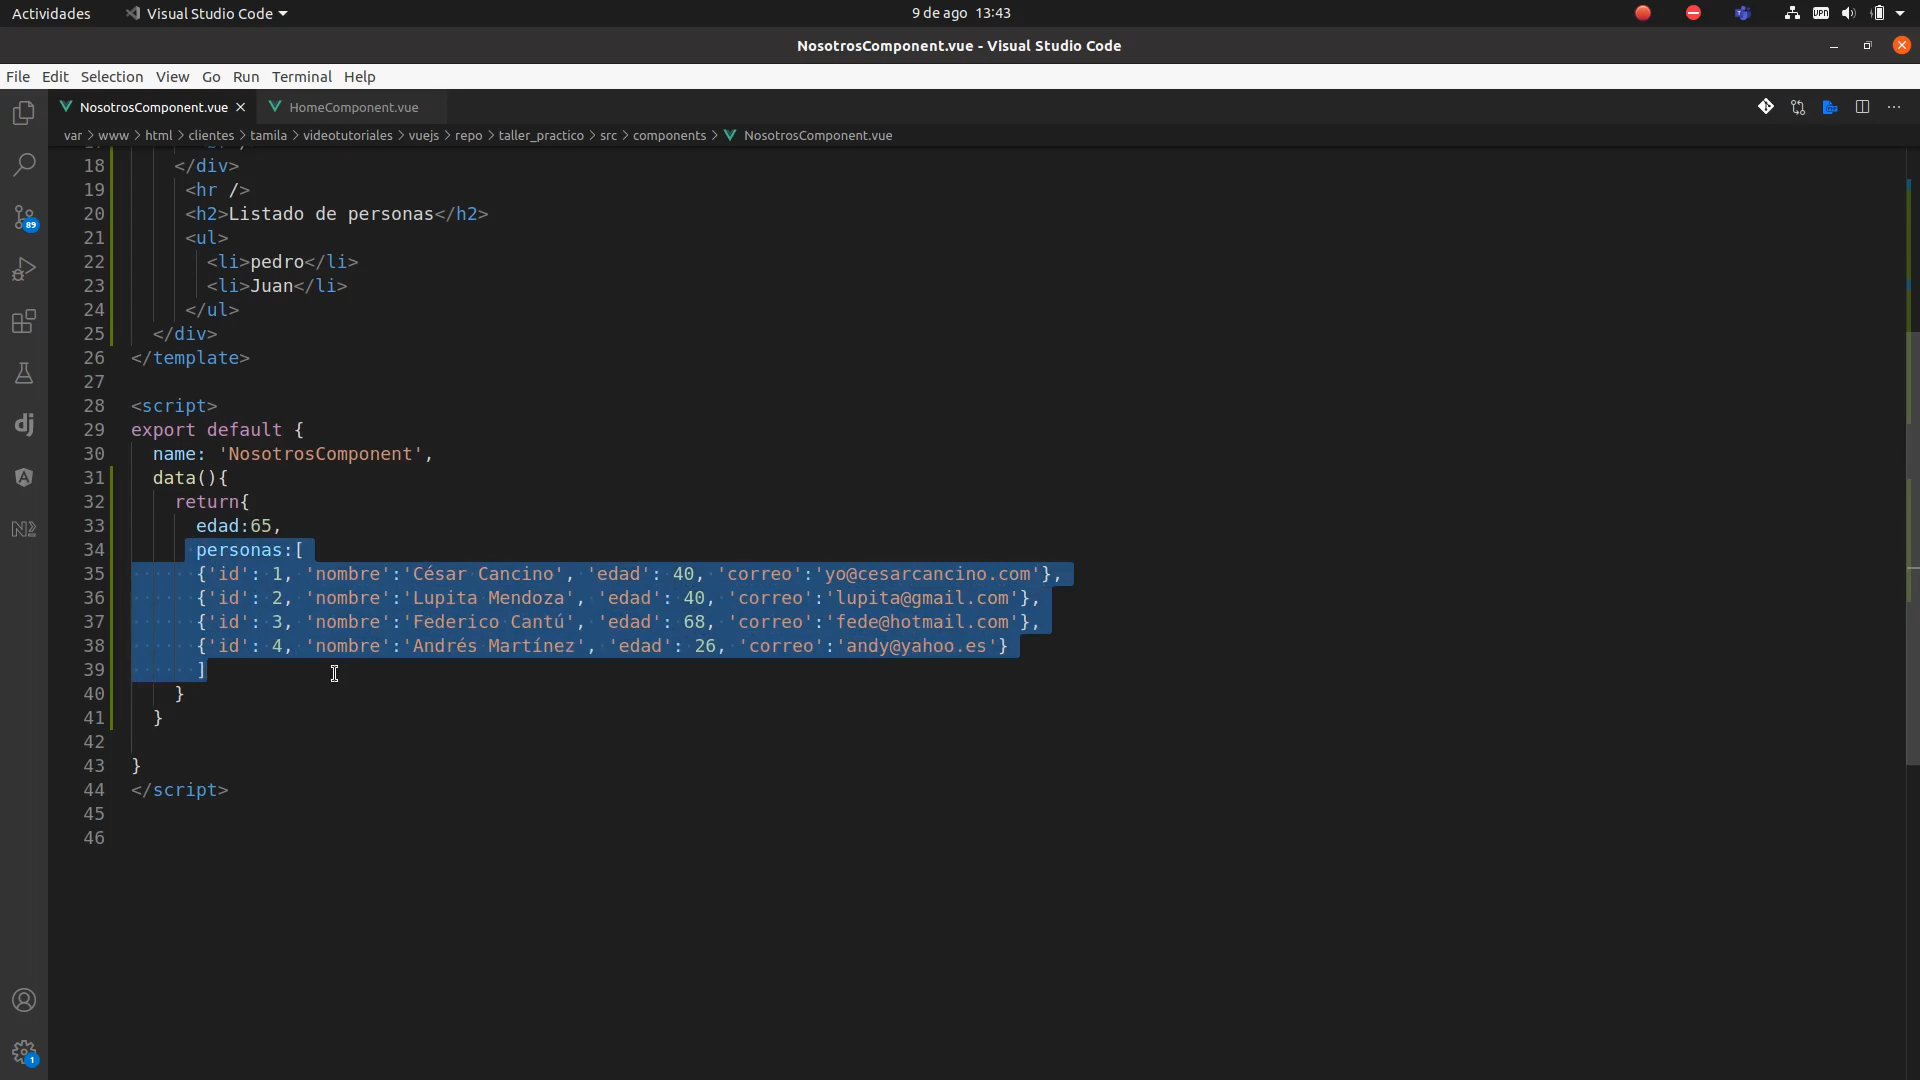 Actividades Visual Studio Code 9 de ago 13:43 VPN
NosotrosComponent.vue - Visual Studio Code
File Edit Selection View Go Run Terminal Help
NosotrosComponent.vue HomeComponent.vue
var > www > html > clientes > tamila > videotutoriales > vuejs > repo > taller_practico > src > components > NosotrosComponent.vue
18 </div>
19 <hr />
20 <h2>Listado de personas</h2>
21 <ul>
22 <li>pedro</li>
23 <li>Juan</li>
24 </ul>
25 </div>
26 </template>
27
28 <script>
29 export default {
30 name: 'NosotrosComponent',
31 data(){
32 return{
33 edad:65,
34 personas:[
35 {'id': 1, 'nombre':'César Cancino', 'edad': 40, 'correo':'yo@cesarcancino.com'},
36 {'id': 2, 'nombre':'Lupita Mendoza', 'edad': 40, 'correo':'lupita@gmail.com'},
37 {'id': 3, 'nombre':'Federico Cantú', 'edad': 68, 'correo':'fede@hotmail.com'},
38 {'id': 4, 'nombre':'Andrés Martínez', 'edad': 26, 'correo':'andy@yahoo.es'}
39 ]
40 }
41 }
42
43 }
44 </script>
45
46
89
dj
A
N
1